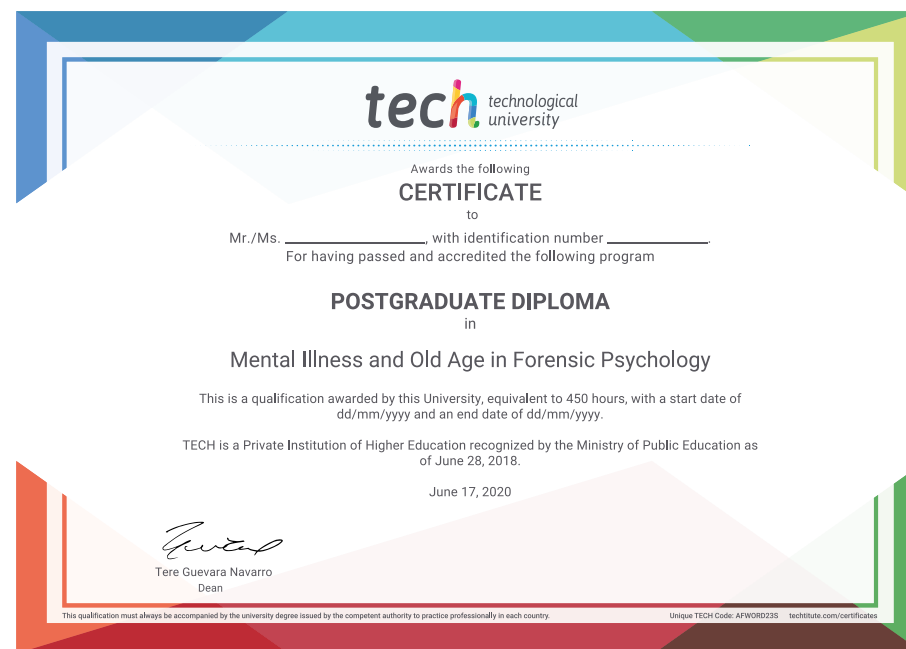 tech technological
university
Awards the following
CERTIFICATE
to
Mr./Ms. ____________________, with identification number ______________.
For having passed and accredited the following program
POSTGRADUATE DIPLOMA
in
Mental Illness and Old Age in Forensic Psychology
This is a qualification awarded by this University, equivalent to 450 hours, with a start date of
dd/mm/yyyy and an end date of dd/mm/yyyy.
TECH is a Private Institution of Higher Education recognized by the Ministry of Public Education as
of June 28, 2018.
June 17, 2020
Tere Guevara Navarro
Dean
This qualification must always be accompanied by the university degree issued by the competent authority to practice professionally in each country. Unique TECH Code: AFWORD23S techtitute.com/certificates